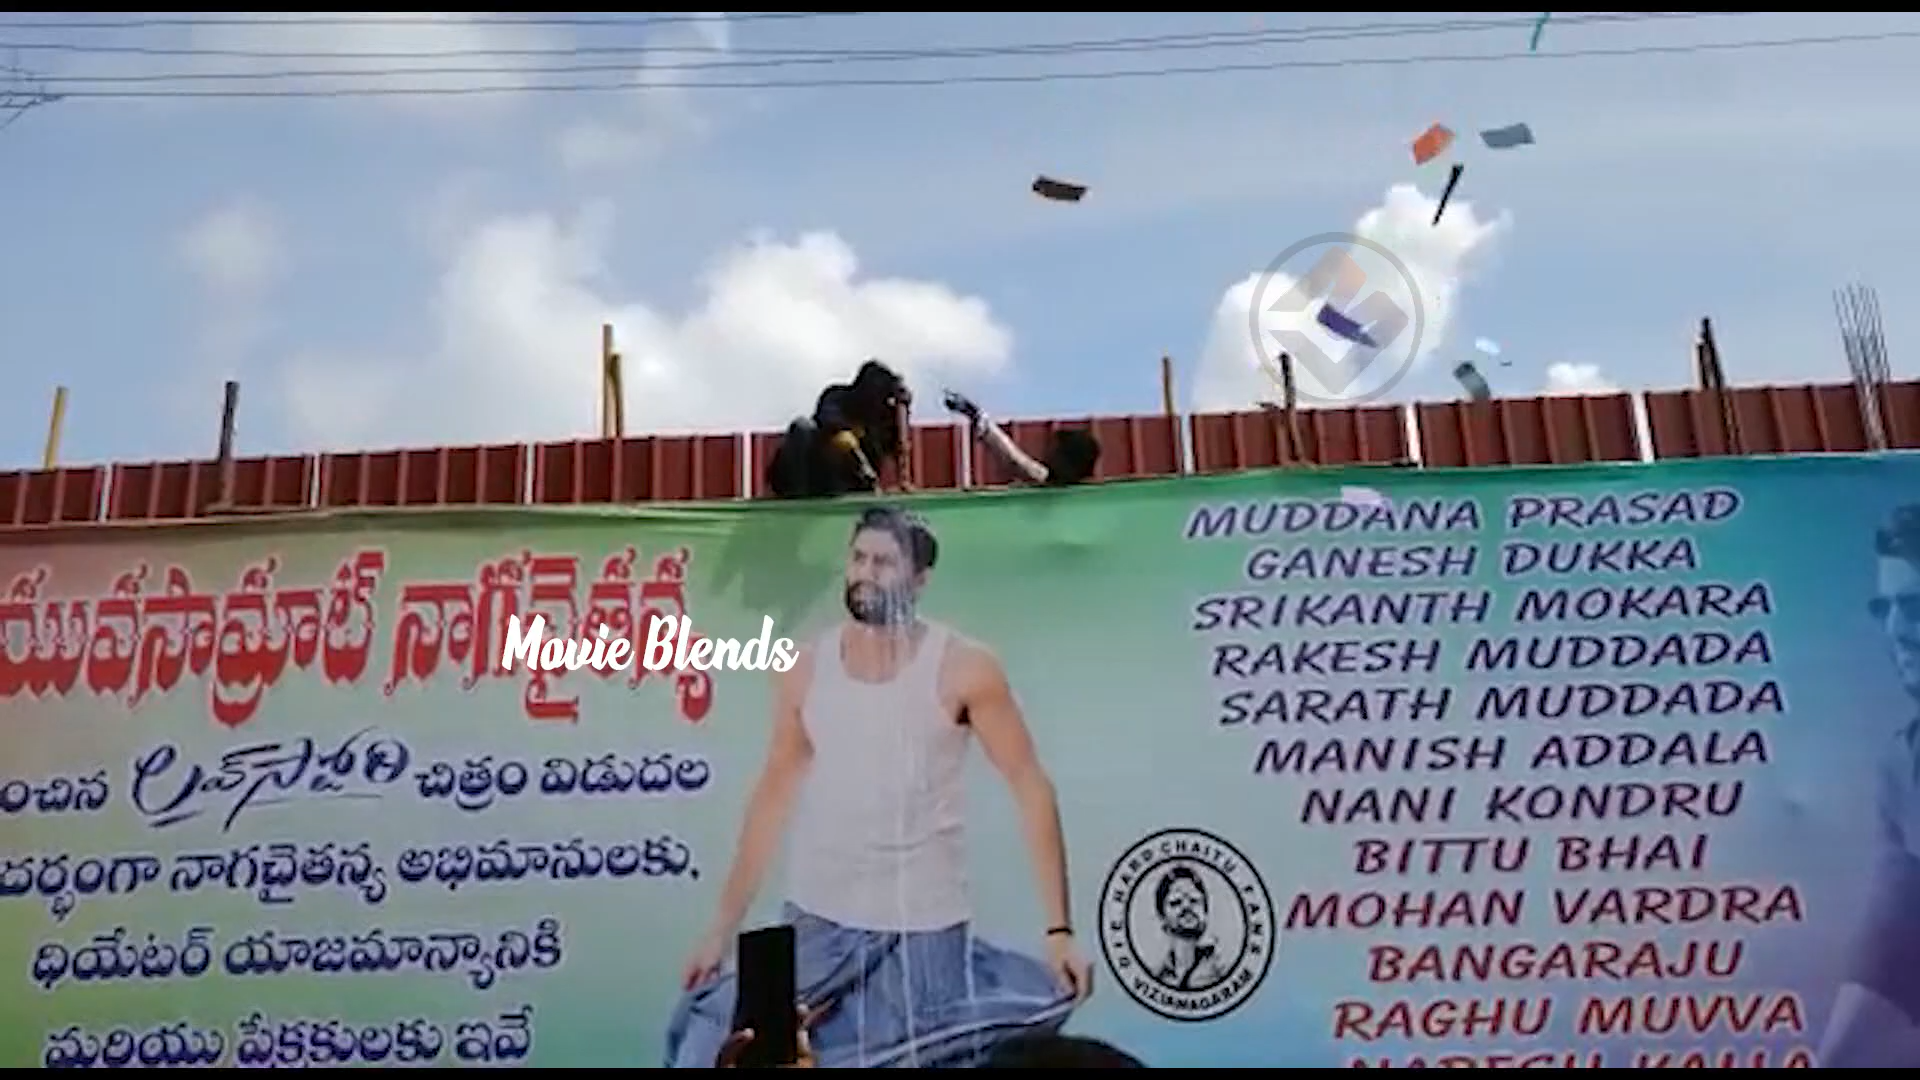 యువసామ్రాట్ నాగచైతన్య
Movie Blends
ంచిన లవ్ స్టోరి చిత్రం విడుదల
దర్భంగా నాగచైతన్య అభిమానులకు,
థియేటర్ యాజమాన్యానికి
మరియు ప్రేక్షకులకు ఇవే
MUDDANA PRASAD
GANESH DUKKA
SRIKANTH MOKARA
RAKESH MUDDADA
SARATH MUDDADA
MANISH ADDALA
NANI KONDRU
BITTU BHAI
MOHAN VARDRA
BANGARAJU
RAGHU MUVVA
DIE HARD CHAITU FANS
VIZIANAGARAM